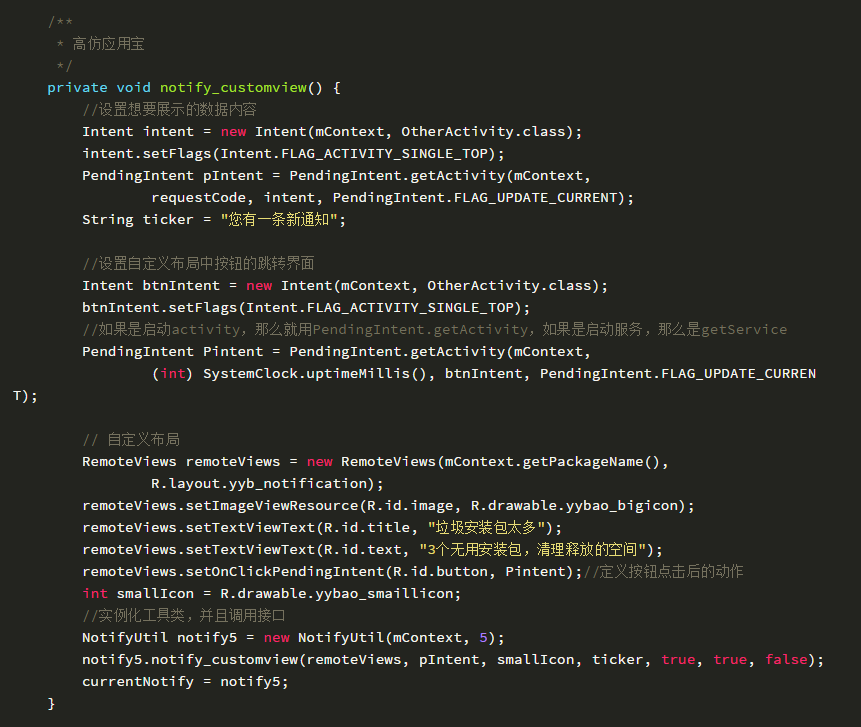 /**
 * 高仿应用宝
 */
private void notify_customview() {
//设置想要展示的数据内容
Intent intent = new Intent(mContext, OtherActivity.class);
intent.setFlags(Intent.FLAG_ACTIVITY_SINGLE_TOP);
PendingIntent pIntent = PendingIntent.getActivity(mContext,
requestCode, intent, PendingIntent.FLAG_UPDATE_CURRENT);
String ticker = "您有一条新通知";
//设置自定义布局中按钮的跳转界面
Intent btnIntent = new Intent(mContext, OtherActivity.class);
btnIntent.setFlags(Intent.FLAG_ACTIVITY_SINGLE_TOP);
//如果是启动activity，那么就用PendingIntent.getActivity，如果是启动服务，那么是getService
PendingIntent Pintent = PendingIntent.getActivity(mContext,
(int) SystemClock.uptimeMillis(), btnIntent, PendingIntent.FLAG_UPDATE_CURREN
T);
// 自定义布局
RemoteViews remoteViews = new RemoteViews(mContext.getPackageName(),
R.layout.yyb_notification);
remoteViews.setImageViewResource(R.id.image, R.drawable.yybao_bigicon);
remoteViews.setTextViewText(R.id.title, "垃圾安装包太多");
remoteViews.setTextViewText(R.id.text, "3个无用安装包，清理释放的空间");
remoteViews.setOnClickPendingIntent(R.id.button, Pintent);//定义按钮点击后的动作
int smallIcon = R.drawable.yybao_smaillicon;
//实例化工具类，并且调用接口
NotifyUtil notify5 = new NotifyUtil(mContext, 5);
notify5.notify_customview(remoteViews, pIntent, smallIcon, ticker, true, true, false);
currentNotify = notify5;
}